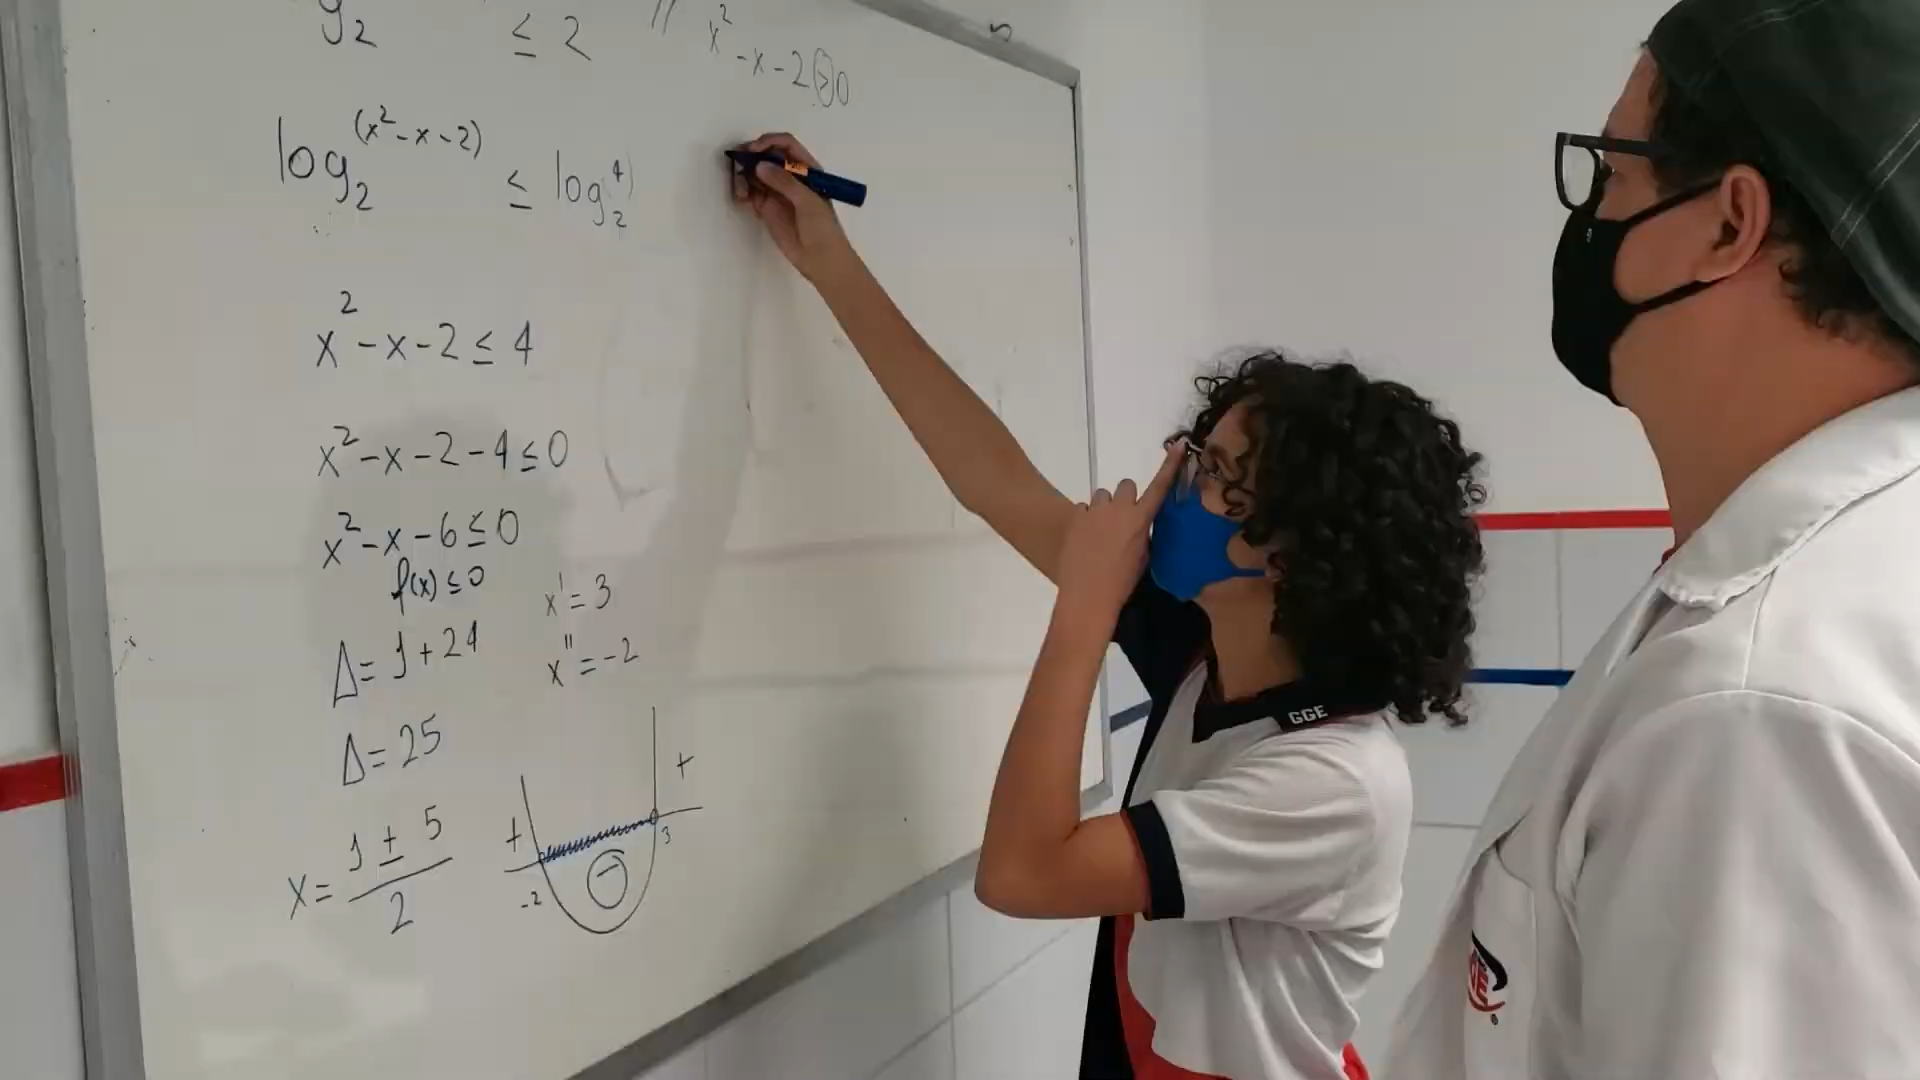 g₂ ≤ 2 // x² - x - 2 > 0
log₂^(x² - x - 2) ≤ log₂^4
x² - x - 2 ≤ 4
x² - x - 2 - 4 ≤ 0
x² - x - 6 ≤ 0
f(x) ≤ 0
x' = 3
Δ = 1 + 24
x'' = -2
Δ = 25
x = (1 ± 5)/2
+ - +
-2 3
GGE